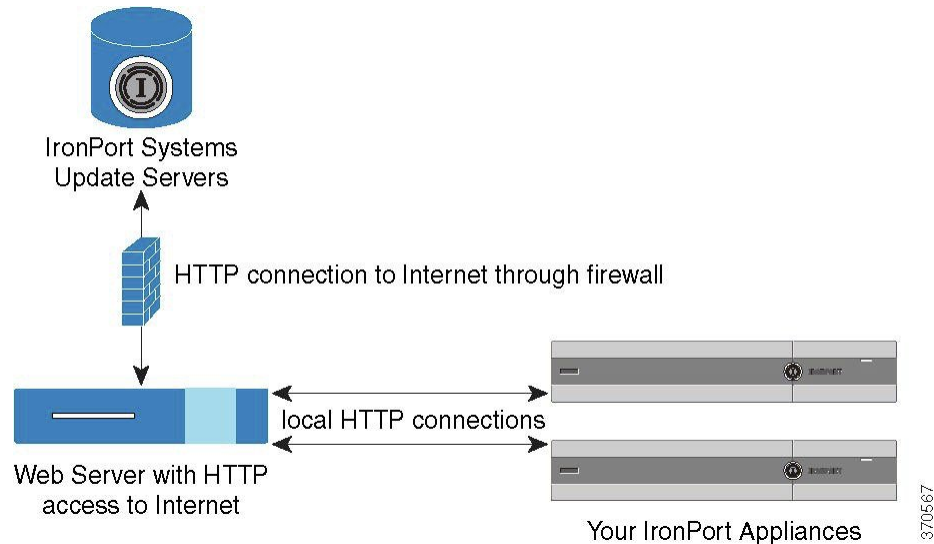 IronPort Systems
Update Servers
HTTP connection to Internet through firewall
local HTTP connections
Web Server with HTTP
access to Internet
Your IronPort Appliances
370567
I